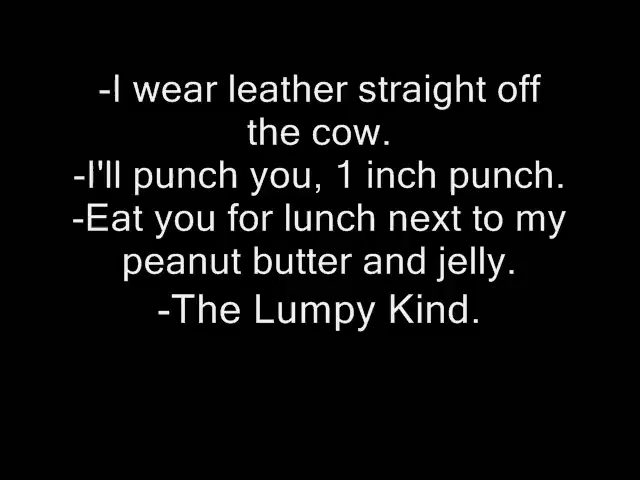 -I wear leather straight off
the cow.
-I'll punch you, 1 inch punch.
-Eat you for lunch next to my
peanut butter and jelly.
-The Lumpy Kind.